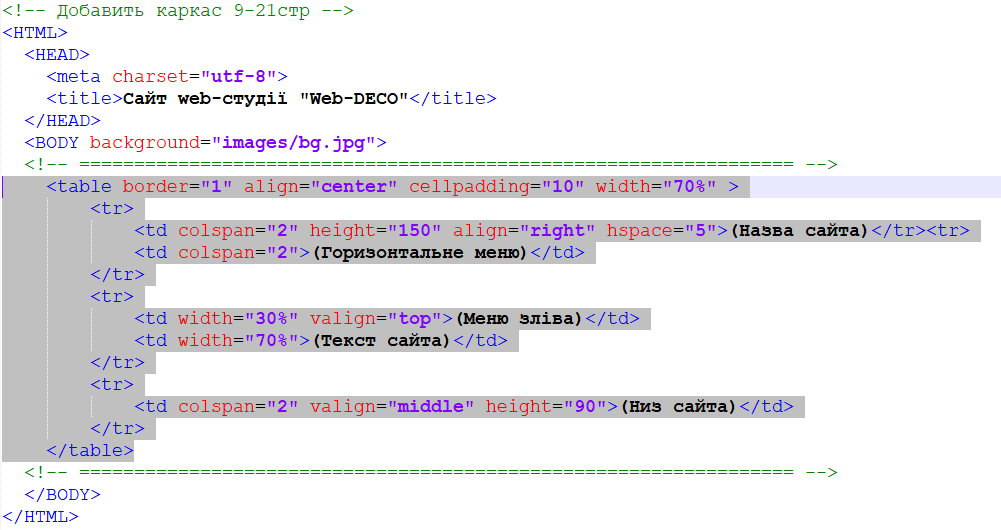 <!-- Добавить каркас 9-21стр -->
<HTML>
  <HEAD>
    <meta charset="utf-8">
    <title>Сайт web-студії "Web-DECO"</title>
  </HEAD>
  <BODY background="images/bg.jpg">
  <!-- ================================================================= -->
    <table border="1" align="center" cellpadding="10" width="70%" >
        <tr>
            <td colspan="2" height="150" align="right" hspace="5">(Назва сайта)</tr><tr>
            <td colspan="2">(Горизонтальне меню)</td>
        </tr>
        <tr>
            <td width="30%" valign="top">(Меню зліва)</td>
            <td width="70%">(Текст сайта)</td>
        </tr>
        <tr>
            <td colspan="2" valign="middle" height="90">(Низ сайта)</td>
        </tr>
    </table>
  <!-- ================================================================= -->
  </BODY>
</HTML>